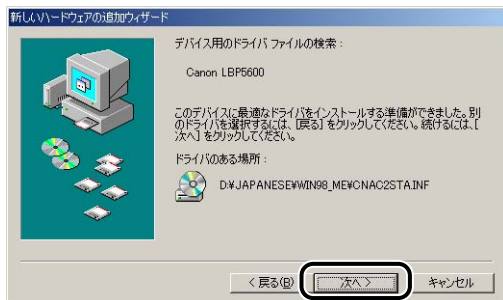 新しいハードウェアの追加ウィザード
デバイス用のドライバ ファイルの検索 :
Canon LBP5600
このデバイスに最適なドライバをインストールする準備ができました。別
のドライバを選択するには、[戻る] をクリックしてください。続けるには、[
次へ] をクリックしてください。
ドライバのある場所 :
D:¥JAPANESE¥WIN98_ME¥CNAC2STA.INF
< 戻る(B)
次へ >
キャンセル